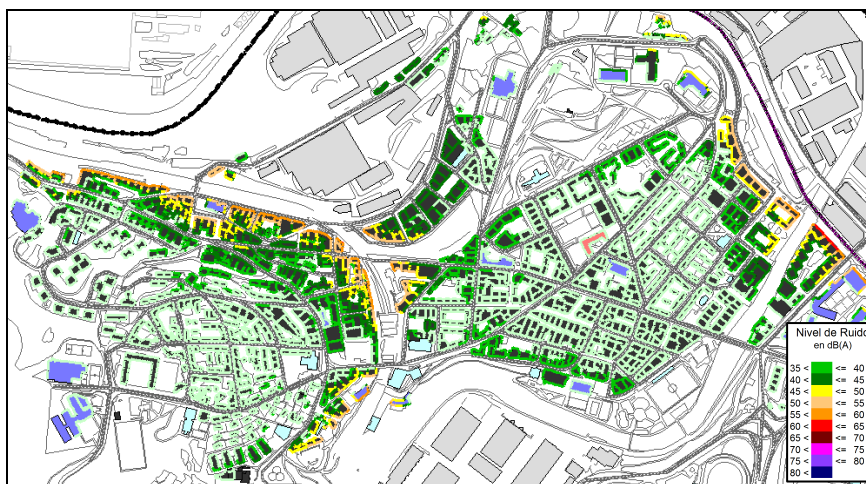 Nivel de Ruido
en dB(A)
35 < <= 40
40 < <= 45
45 < <= 50
50 < <= 55
55 < <= 60
60 < <= 65
65 < <= 70
70 < <= 75
75 < <= 80
80 <